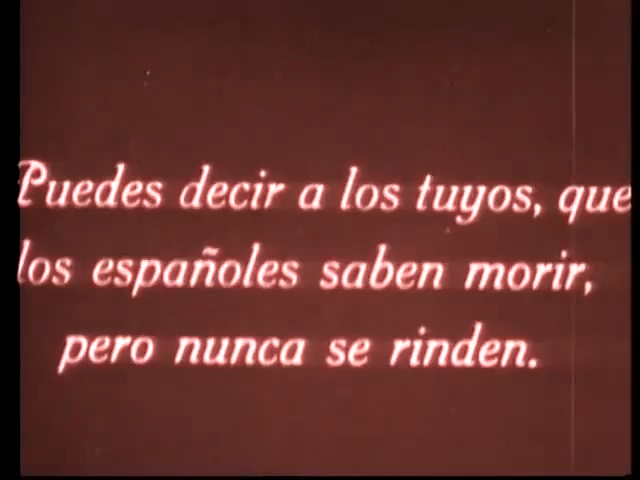 Puedes decir a los tuyos, que
los españoles saben morir,
pero nunca se rinden.